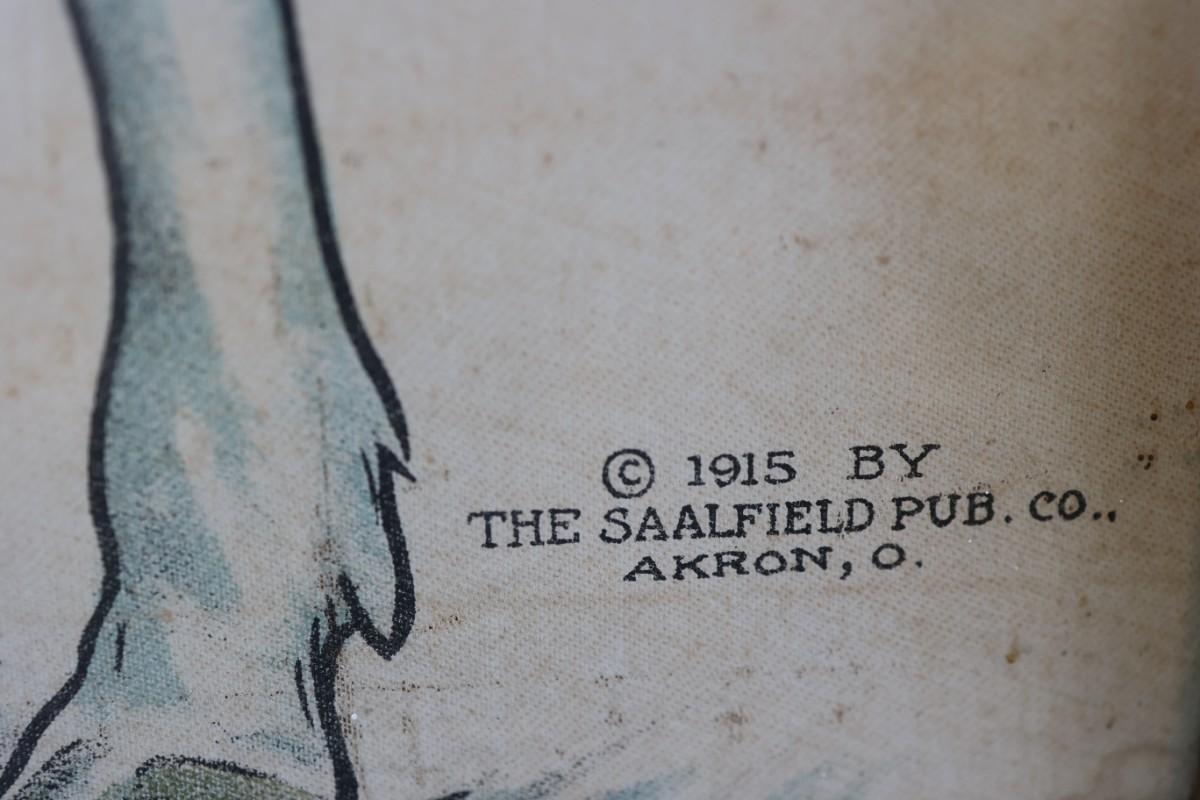 © 1915 BY
THE SAALFIELD PUB. CO.,
AKRON, O.